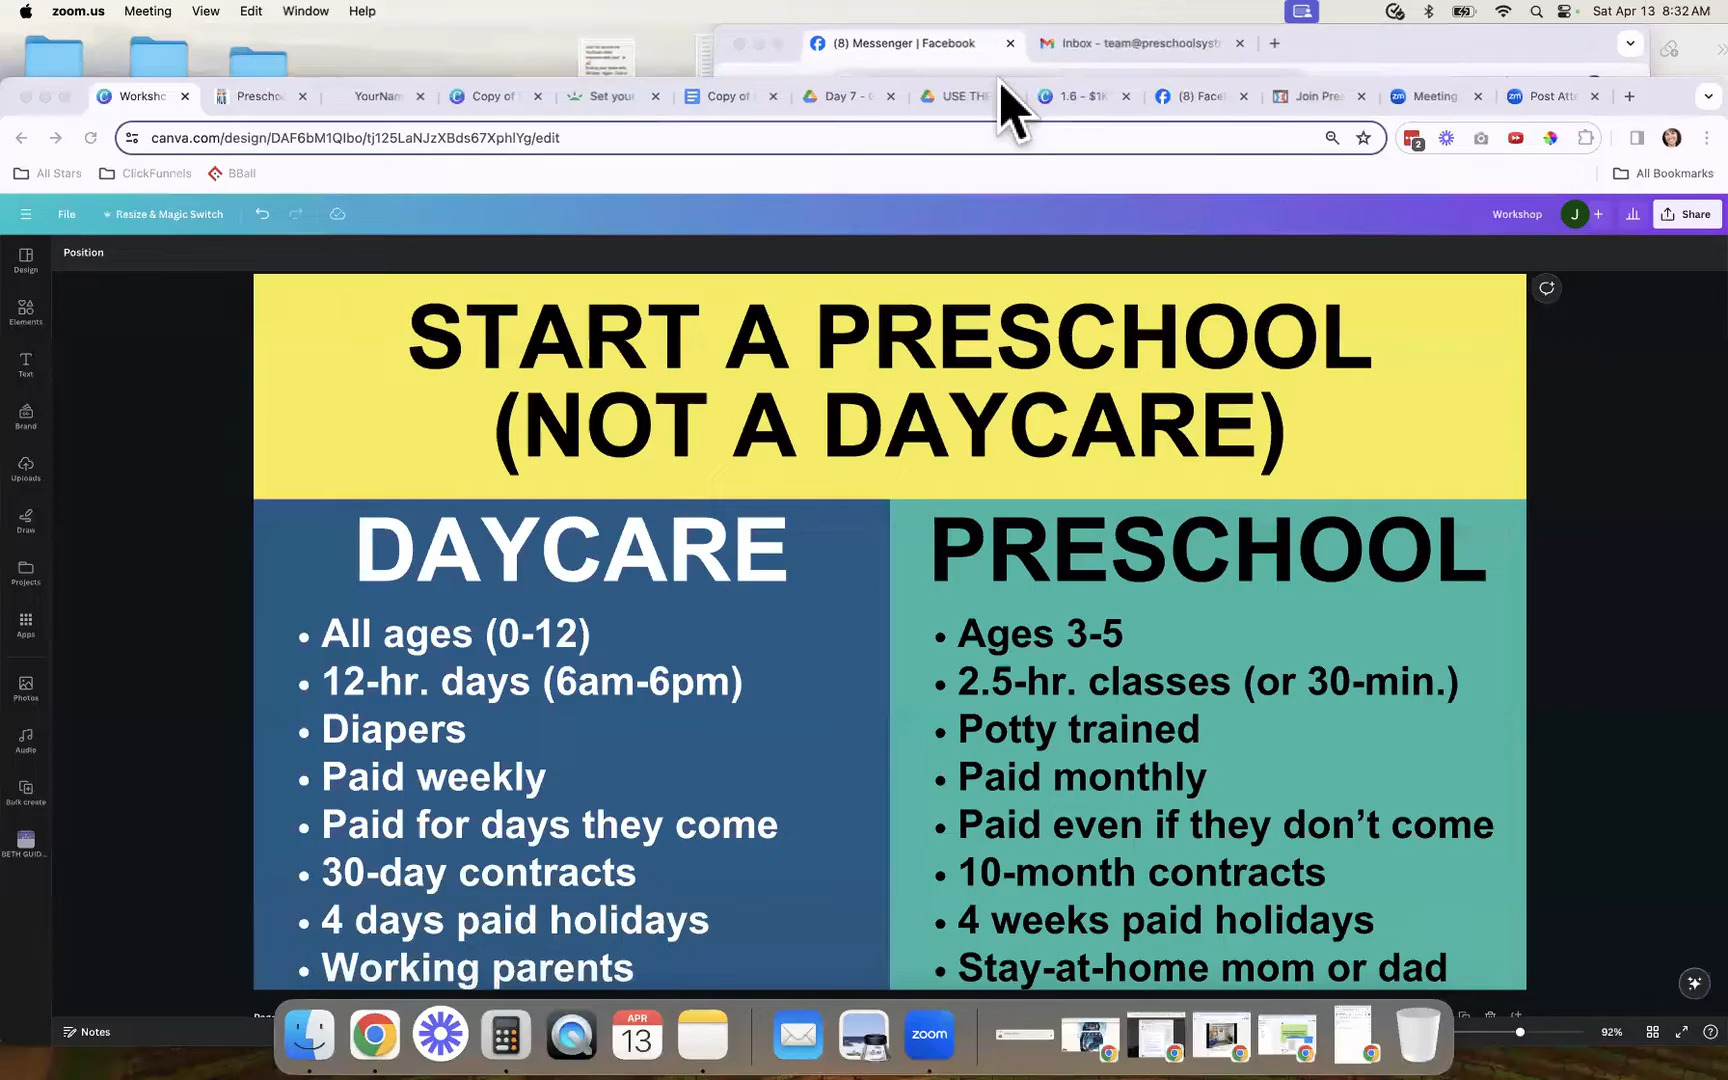 zoom.us Meeting View Edit Window Help Sat Apr 13 8:32 AM
(8) Messenger | Facebook Inbox - team@preschoolsyst
Worksho Preschoo YourNam Copy of Set your Copy of Day 7 - USE THE 1.6 - $1K (8) Face Join Pre Meeting Post Atte
canva.com/design/DAF6bM1QIbo/tj125LaNJzXBds67XphlYg/edit
2
All Stars ClickFunnels BBall All Bookmarks
File Resize & Magic Switch Workshop J Share
Position
Design
Elements
Text
Brand
Uploads
Draw
Projects
Apps
Photos
Audio
Bulk create
BETH GUID...
START A PRESCHOOL
(NOT A DAYCARE)
DAYCARE
• All ages (0-12)
• 12-hr. days (6am-6pm)
• Diapers
• Paid weekly
• Paid for days they come
• 30-day contracts
• 4 days paid holidays
• Working parents
PRESCHOOL
• Ages 3-5
• 2.5-hr. classes (or 30-min.)
• Potty trained
• Paid monthly
• Paid even if they don’t come
• 10-month contracts
• 4 weeks paid holidays
• Stay-at-home mom or dad
Notes
APR
13
zoom
92%